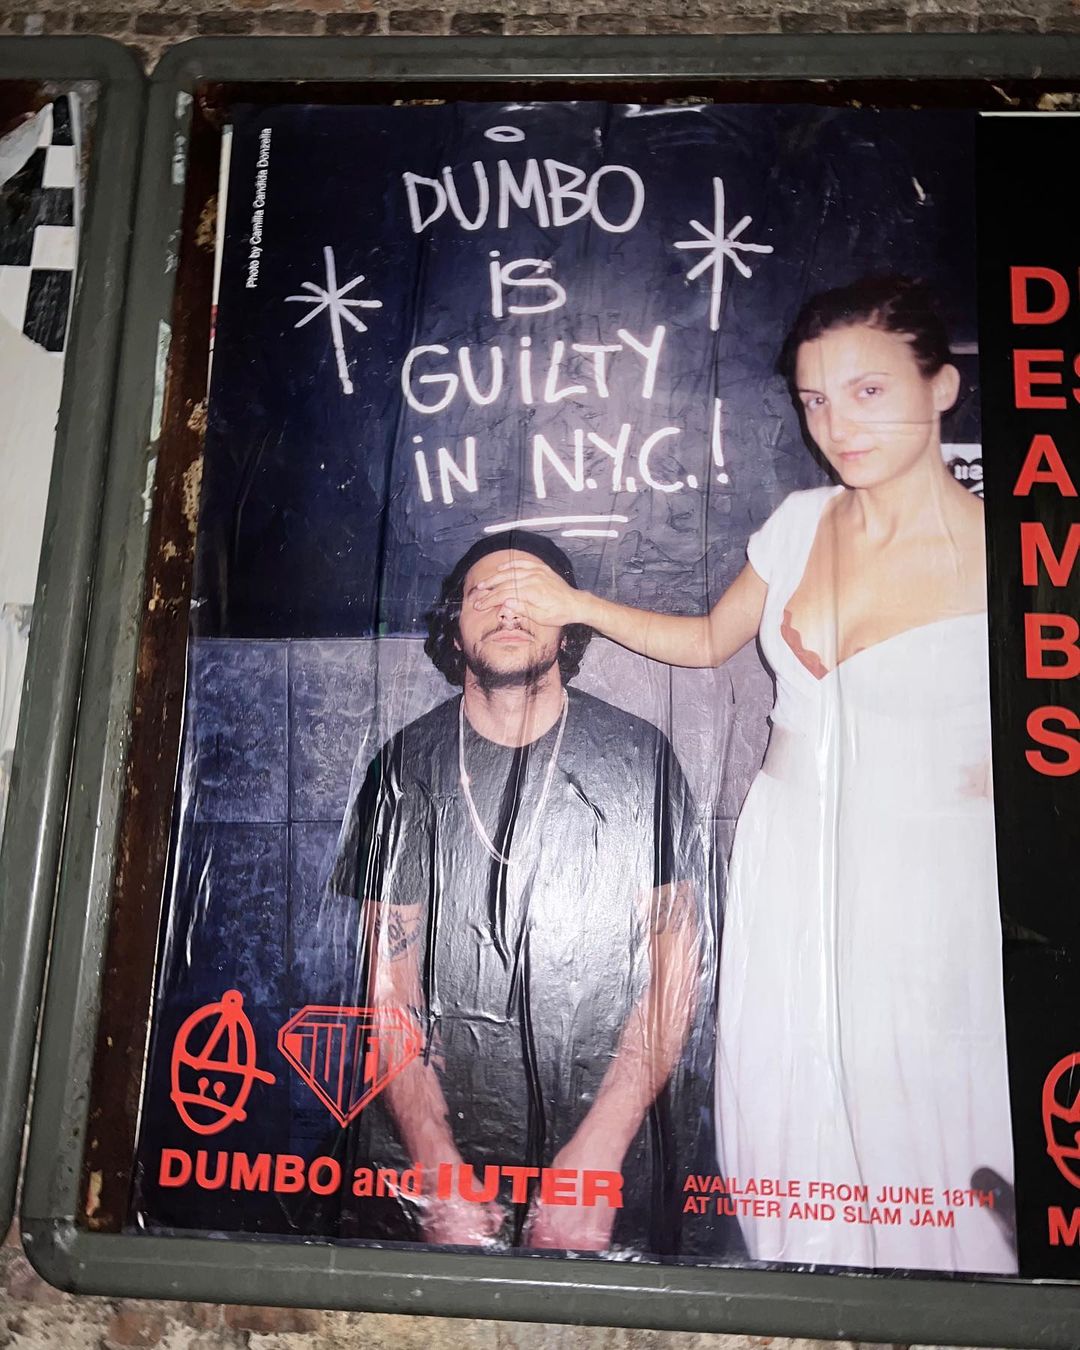 Photo by Camilla Candida Donzella
DUMBO
iS
GUiLTY
iN N.Y.C.!
DUMBO and IUTER
AVAILABLE FROM JUNE 18TH
AT IUTER AND SLAM JAM
D
ES
A
M
B
S
M